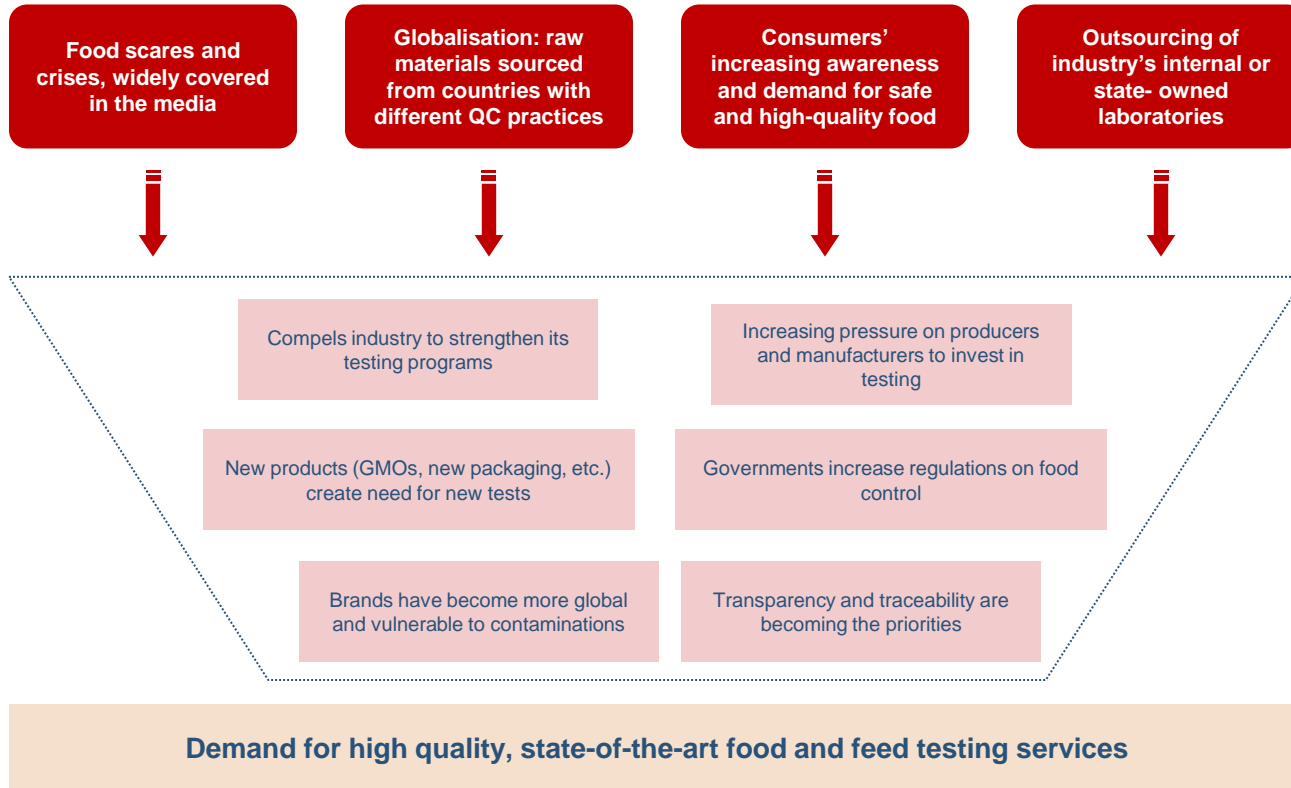 Food scares and
crises, widely covered
in the media
Globalisation: raw
materials sourced
from countries with
different QC practices
Consumers’
increasing awareness
and demand for safe
and high-quality food
Outsourcing of
industry’s internal or
state- owned
laboratories
Compels industry to strengthen its
testing programs
Increasing pressure on producers
and manufacturers to invest in
testing
New products (GMOs, new packaging, etc.)
create need for new tests
Governments increase regulations on food
control
Brands have become more global
and vulnerable to contaminations
Transparency and traceability are
becoming the priorities
Demand for high quality, state-of-the-art food and feed testing services